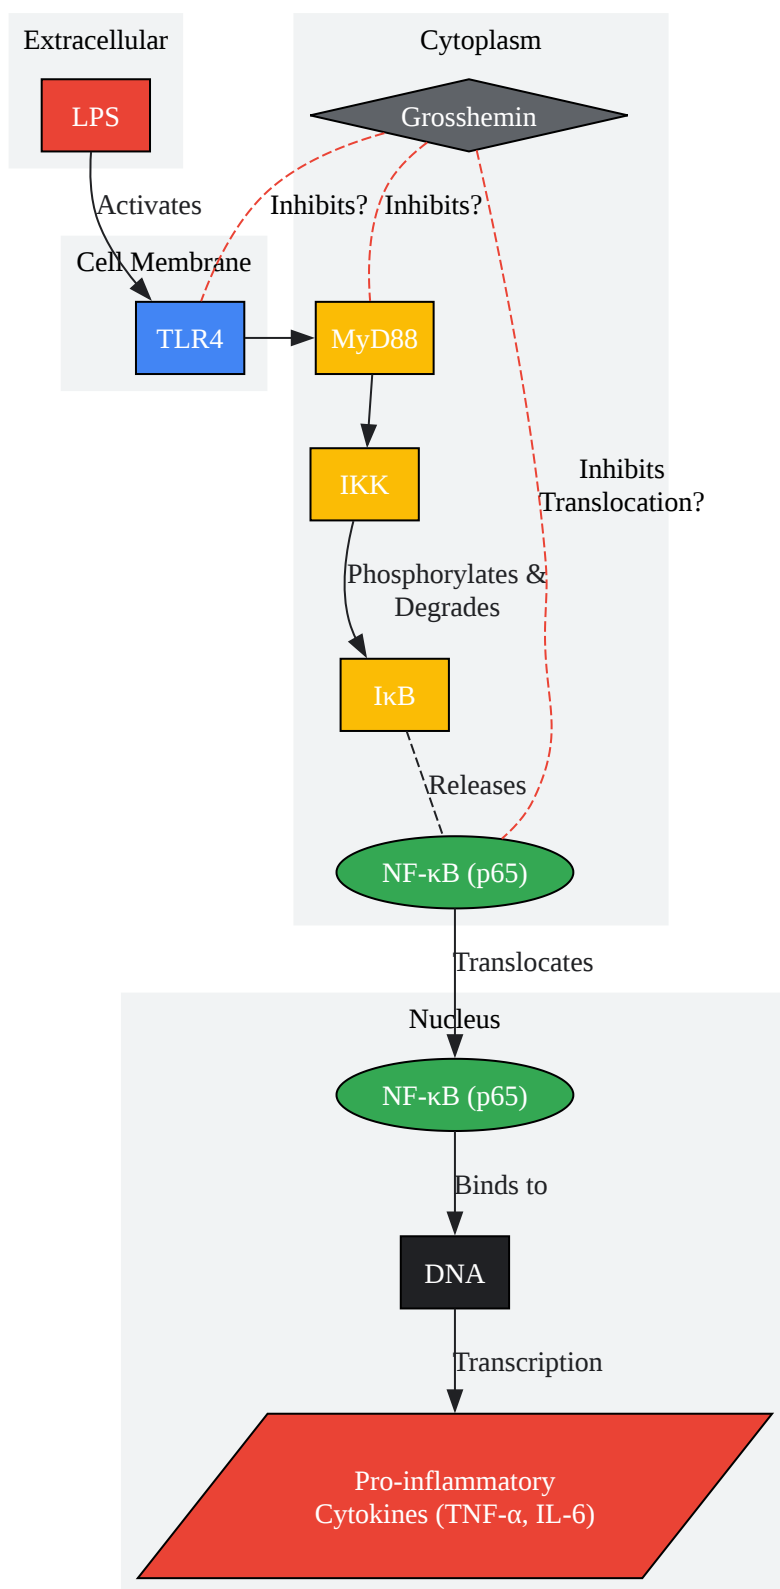 Extracellular
Cytoplasm
LPS
Grosshemin
Activates
Inhibits?
Inhibits?
Cell Membrane
TLR4
MyD88
Inhibits
Translocation?
IKK
Phosphorylates &
Degrades
IκB
Releases
NF-κB (p65)
Translocates
Nucleus
NF-κB (p65)
Binds to
DNA
Transcription
Pro-inflammatory
Cytokines (TNF-α, IL-6)